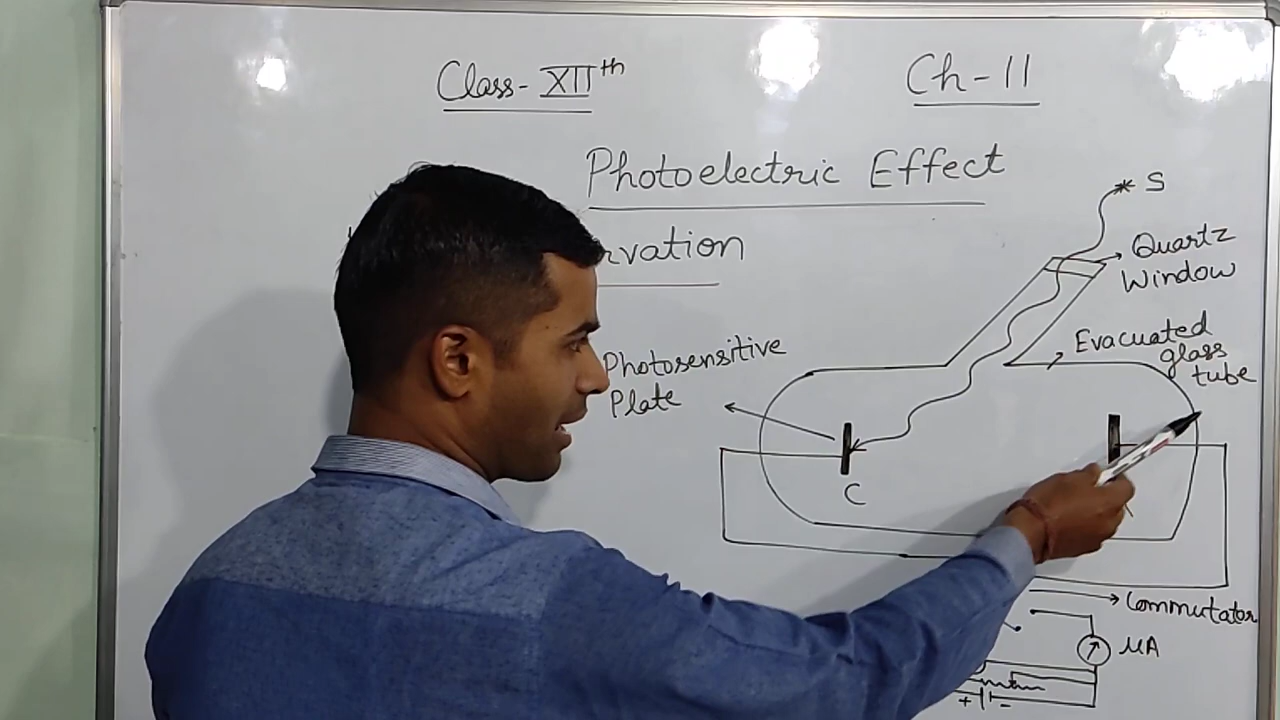 Class-XIIth
Ch-11
Photoelectric Effect
rvation
S
Quartz
Window
Evacuated
glass
tube
Photosensitive
Plate
C
Commutator
μA
+ -